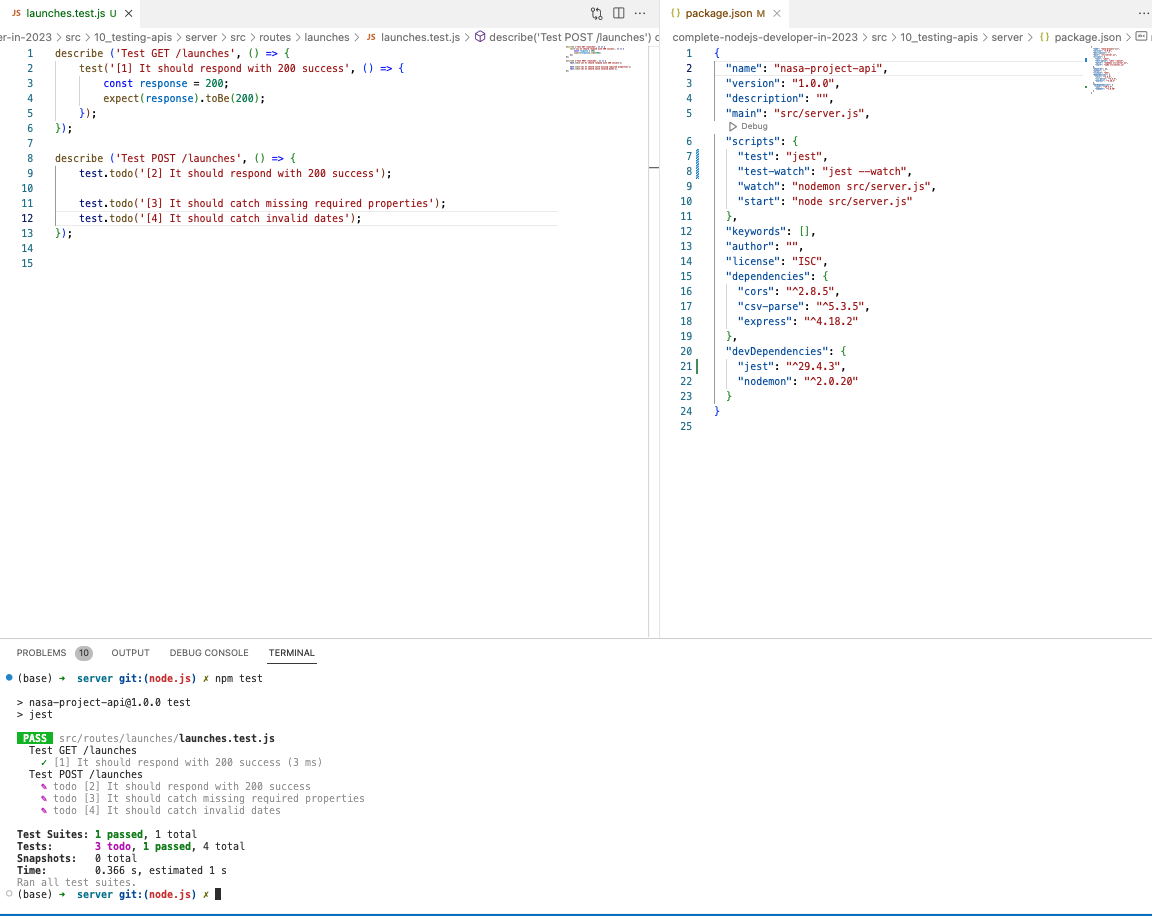 JS launches.test.js U
er-in-2023 > src > 10_testing-apis > server > src > routes > launches > JS launches.test.js > describe('Test POST /launches') c
1 describe ('Test GET /launches', () => {
2 test('[1] It should respond with 200 success', () => {
3 const response = 200;
4 expect(response).toBe(200);
5 });
6 });
7
8 describe ('Test POST /launches', () => {
9 test.todo('[2] It should respond with 200 success');
10
11 test.todo('[3] It should catch missing required properties');
12 test.todo('[4] It should catch invalid dates');
13 });
14
15
{} package.json M
complete-nodejs-developer-in-2023 > src > 10_testing-apis > server > {} package.json >
1 {
2 "name": "nasa-project-api",
3 "version": "1.0.0",
4 "description": "",
5 "main": "src/server.js",
Debug
6 "scripts": {
7 "test": "jest",
8 "test-watch": "jest --watch",
9 "watch": "nodemon src/server.js",
10 "start": "node src/server.js"
11 },
12 "keywords": [],
13 "author": "",
14 "license": "ISC",
15 "dependencies": {
16 "cors": "^2.8.5",
17 "csv-parse": "^5.3.5",
18 "express": "^4.18.2"
19 },
20 "devDependencies": {
21 "jest": "^29.4.3",
22 "nodemon": "^2.0.20"
23 }
24 }
25
PROBLEMS 10 OUTPUT DEBUG CONSOLE TERMINAL
(base) → server git:(node.js) ✗ npm test
> nasa-project-api@1.0.0 test
> jest
PASS src/routes/launches/launches.test.js
Test GET /launches
✓ [1] It should respond with 200 success (3 ms)
Test POST /launches
✎ todo [2] It should respond with 200 success
✎ todo [3] It should catch missing required properties
✎ todo [4] It should catch invalid dates
Test Suites: 1 passed, 1 total
Tests: 3 todo, 1 passed, 4 total
Snapshots: 0 total
Time: 0.366 s, estimated 1 s
Ran all test suites.
(base) → server git:(node.js) ✗